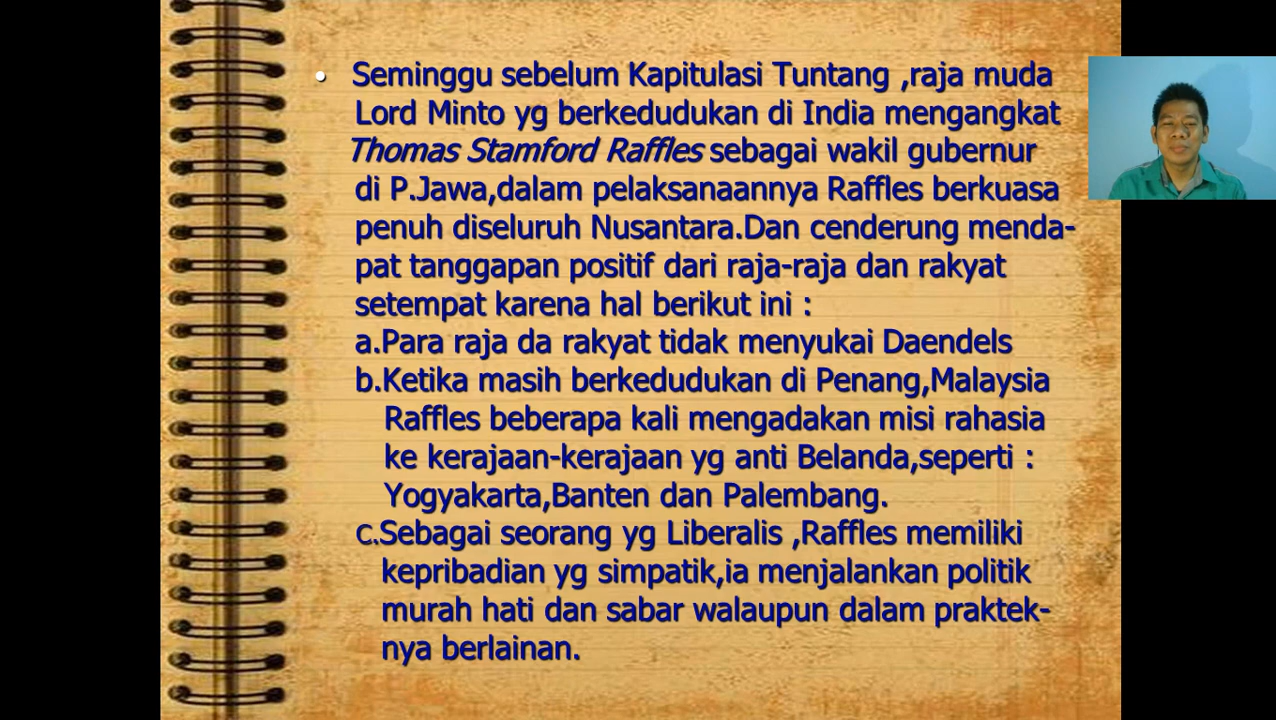 • Seminggu sebelum Kapitulasi Tuntang ,raja muda
Lord Minto yg berkedudukan di India mengangkat
Thomas Stamford Raffles sebagai wakil gubernur
di P.Jawa,dalam pelaksanaannya Raffles berkuasa
penuh diseluruh Nusantara.Dan cenderung menda-
pat tanggapan positif dari raja-raja dan rakyat
setempat karena hal berikut ini :
a.Para raja da rakyat tidak menyukai Daendels
b.Ketika masih berkedudukan di Penang,Malaysia
Raffles beberapa kali mengadakan misi rahasia
ke kerajaan-kerajaan yg anti Belanda,seperti :
Yogyakarta,Banten dan Palembang.
C.Sebagai seorang yg Liberalis ,Raffles memiliki
kepribadian yg simpatik,ia menjalankan politik
murah hati dan sabar walaupun dalam praktek-
nya berlainan.